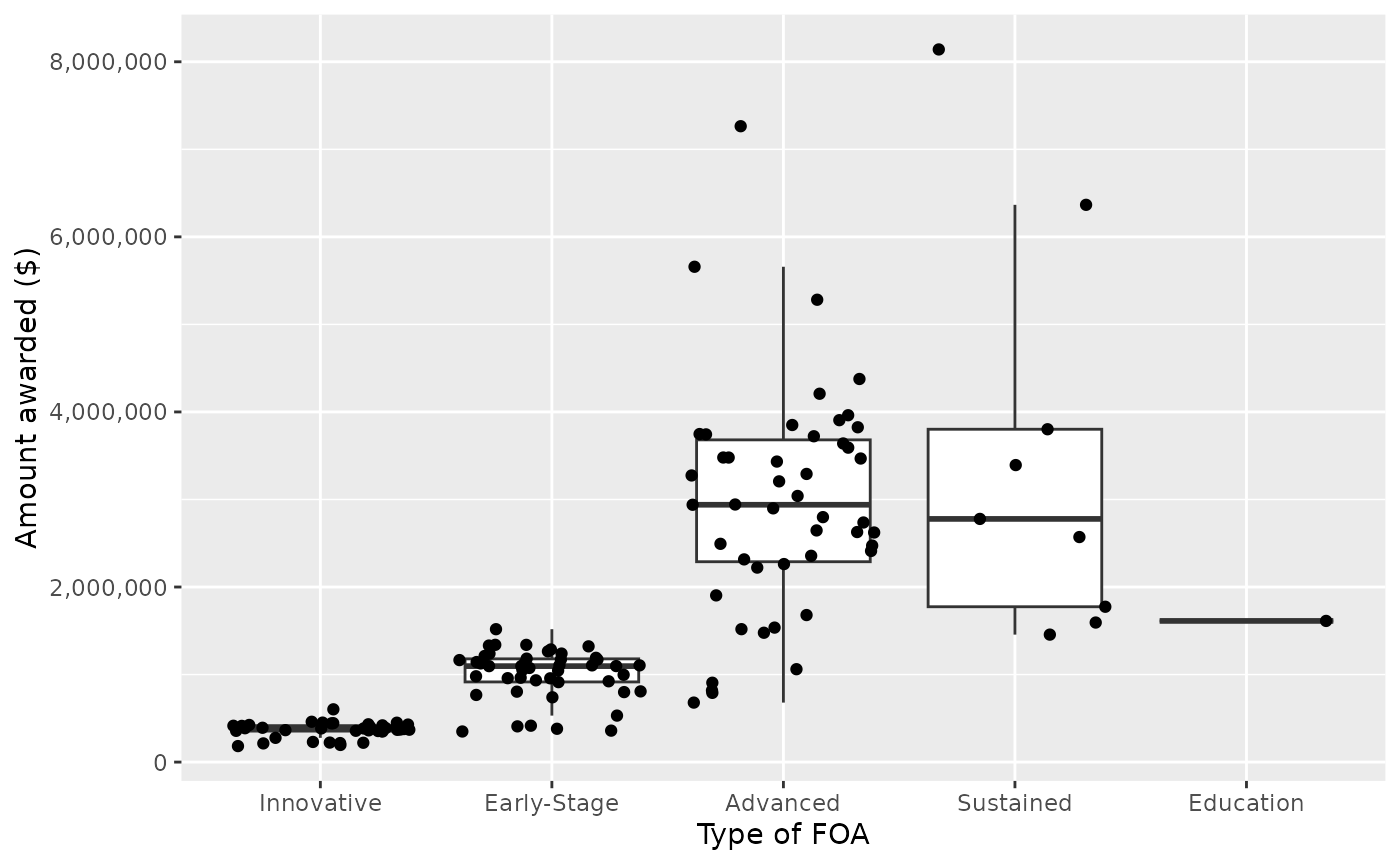 8,000,000
6,000,000
4,000,000
2,000,000
0
Amount awarded ($)
Innovative Early-Stage Advanced Sustained Education
Type of FOA